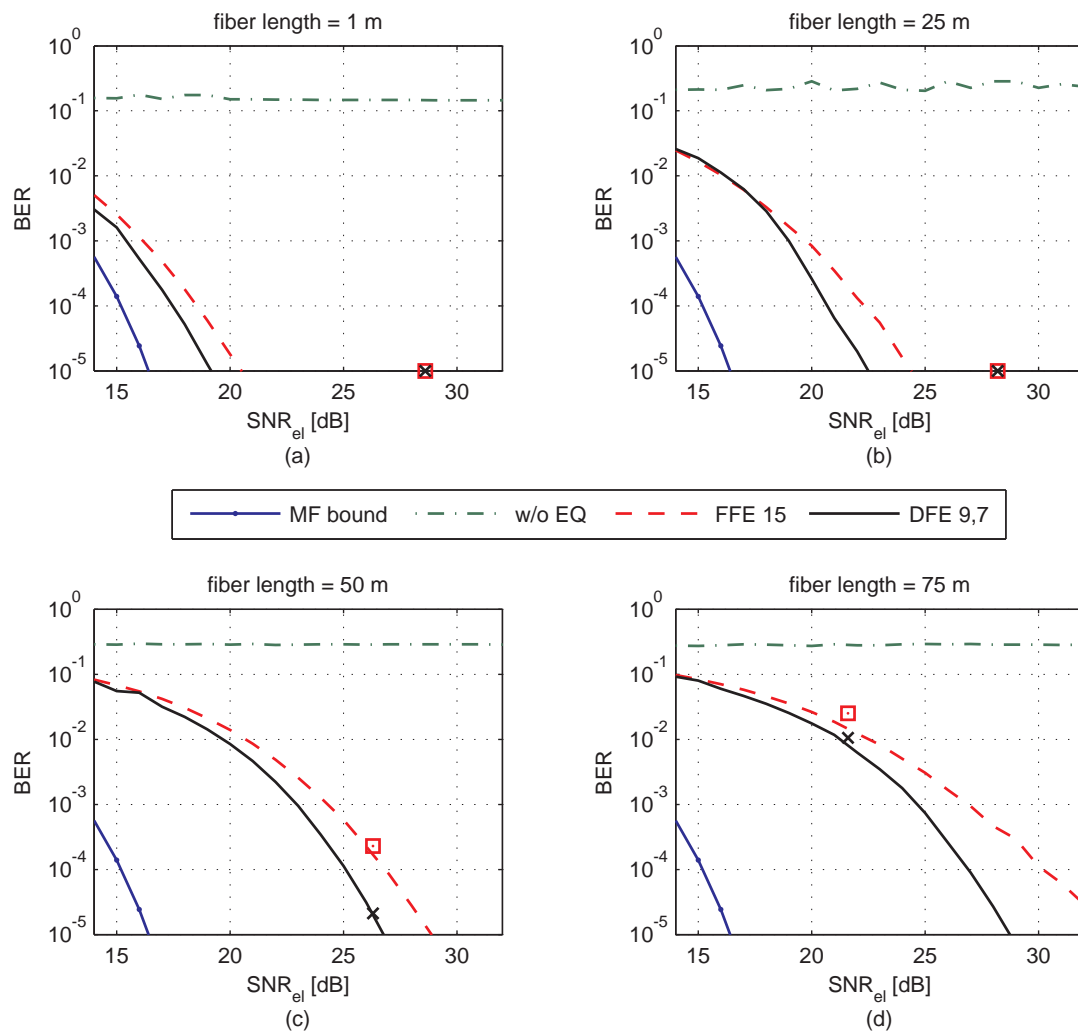 fiber length = 1 m
10^0
10^-1
10^-2
10^-3
10^-4
10^-5
BER
15 20 25 30
SNR_el [dB]
(a)
fiber length = 25 m
10^0
10^-1
10^-2
10^-3
10^-4
10^-5
BER
15 20 25 30
SNR_el [dB]
(b)
MF bound w/o EQ FFE 15 DFE 9,7
fiber length = 50 m
10^0
10^-1
10^-2
10^-3
10^-4
10^-5
BER
15 20 25 30
SNR_el [dB]
(c)
fiber length = 75 m
10^0
10^-1
10^-2
10^-3
10^-4
10^-5
BER
15 20 25 30
SNR_el [dB]
(d)